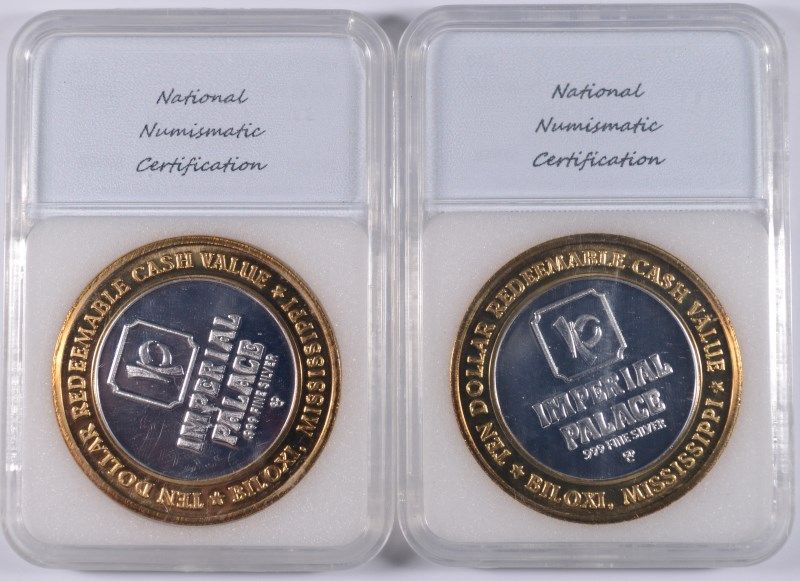 National
Numismatic
Certification
TEN DOLLAR REDEEMABLE CASH VALUE ★
BILOXI, MISSISSIPPI ★
IMPERIAL
PALACE
.999 FINE SILVER
National
Numismatic
Certification
TEN DOLLAR REDEEMABLE CASH VALUE ★
BILOXI, MISSISSIPPI ★
IMPERIAL
PALACE
.999 FINE SILVER